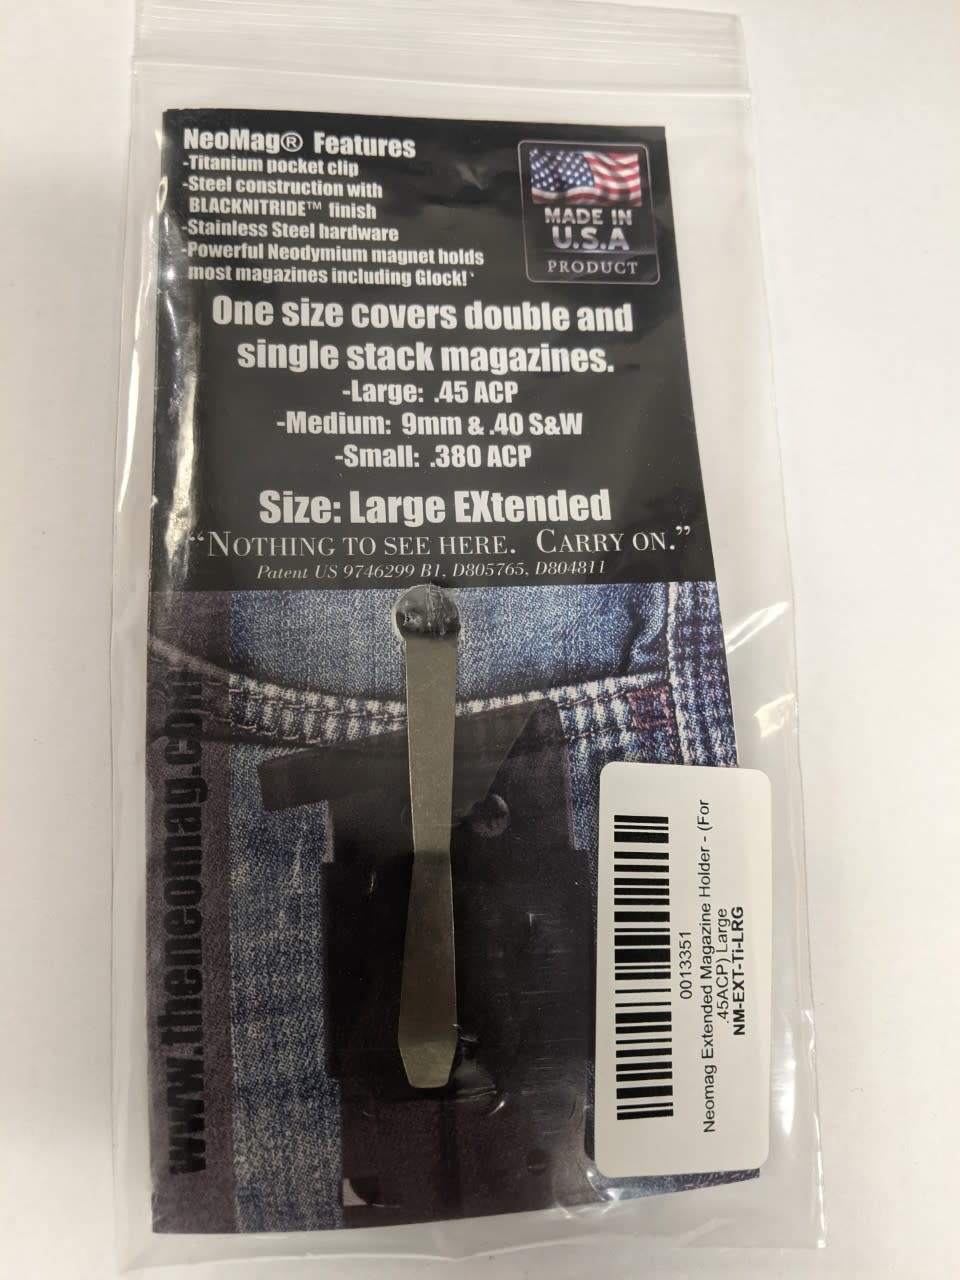 NeoMag® Features
-Titanium pocket clip
-Steel construction with
BLACKNITRIDE™ finish
-Stainless Steel hardware
-Powerful Neodymium magnet holds
most magazines including Glock!
MADE IN
U.S.A
PRODUCT
One size covers double and
single stack magazines.
-Large: .45 ACP
-Medium: 9mm & .40 S&W
-Small: .380 ACP
Size: Large EXtended
“NOTHING TO SEE HERE. CARRY ON.”
Patent US 9746299 B1, D805765, D804811
www.theneomag.com
0013351
Neomag Extended Magazine Holder - (For
.45ACP) Large
NM-EXT-Ti-LRG